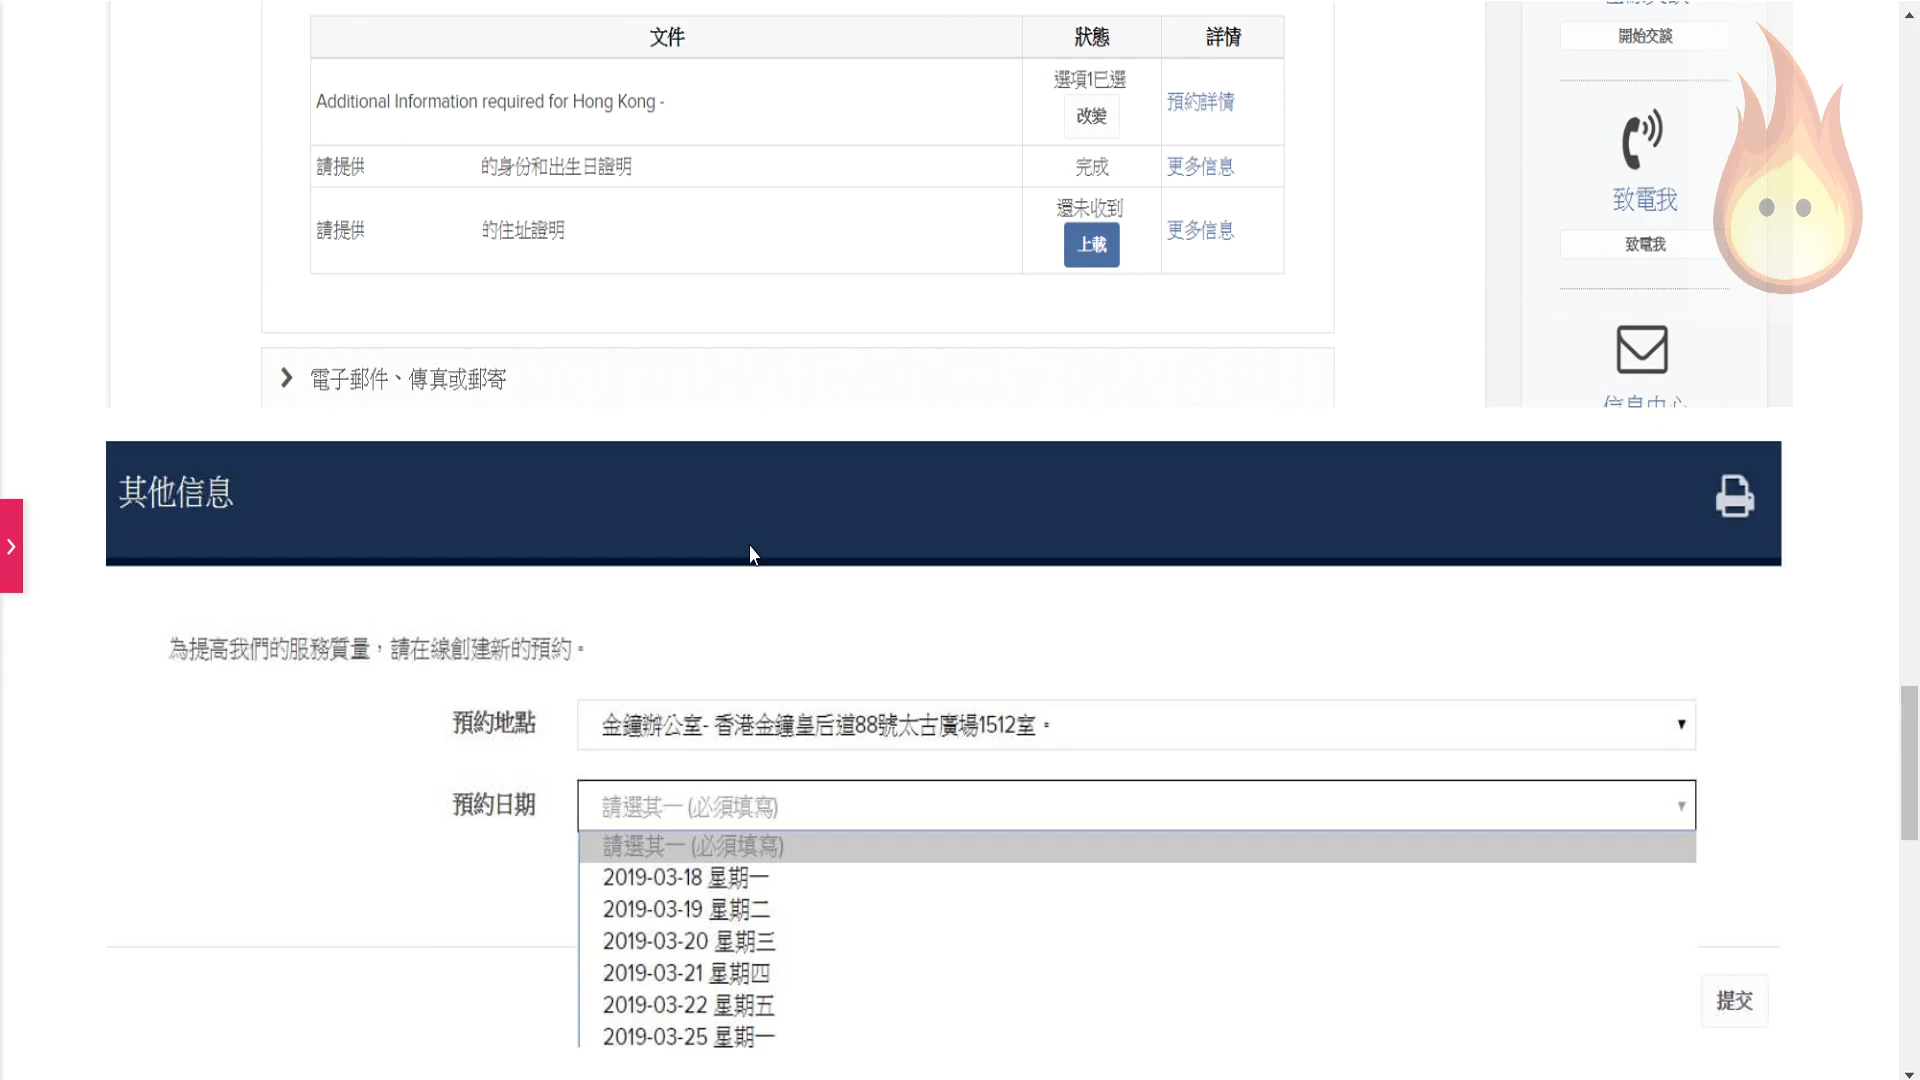 文件 狀態 詳情
開始交談
選項1已選
Additional Information required for Hong Kong -
預約詳情
改變
請提供 的身份和出生日證明 完成 更多信息
致電我
還未收到
請提供 的住址證明 更多信息
上載
致電我
電子郵件、傳真或郵寄
信息中心
其他信息
為提高我們的服務質量,請在線創建新的預約。
預約地點 金鐘辦公室- 香港金鐘皇后道88號太古廣場1512室。
預約日期 請選其一 (必須填寫)
請選其一 (必須填寫)
2019-03-18 星期一
2019-03-19 星期二
2019-03-20 星期三
2019-03-21 星期四
2019-03-22 星期五
提交
2019-03-25 星期一